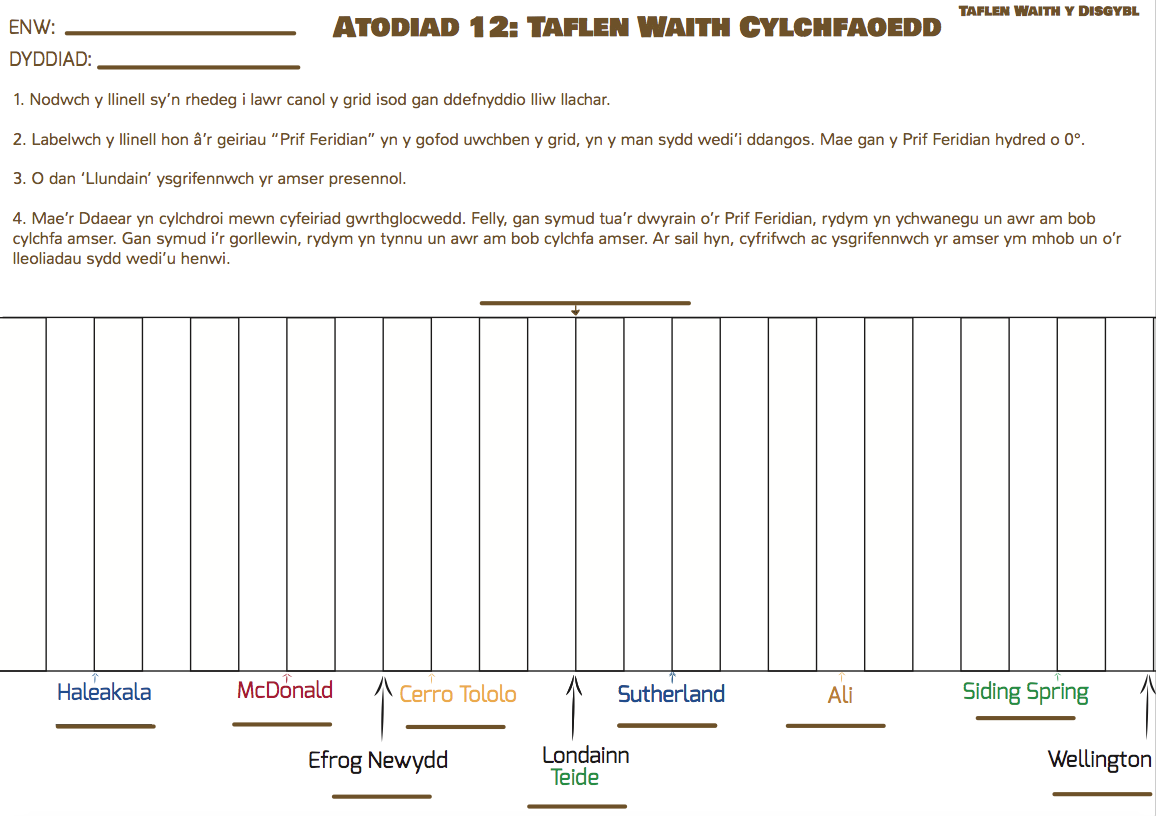 ENW:
ATODIAD 12: TAFLEN WAITH CYLCHFAOEDD
TAFLEN WAITH Y DISGYBL
DYDDIAD:
1. Nodwch y llinell sy’n rhedeg i lawr canol y grid isod gan ddefnyddio lliw llachar.
2. Labelwch y llinell hon â’r geiriau “Prif Feridian” yn y gofod uwchben y grid, yn y man sydd wedi’i ddangos. Mae gan y Prif Feridian hydred o 0°.
3. O dan ‘Llundain’ ysgrifennwch yr amser presennol.
4. Mae’r Ddaear yn cylchdroi mewn cyfeiriad gwrthglocwedd. Felly, gan symud tua’r dwyrain o’r Prif Feridian, rydym yn ychwanegu un awr am bob
cylchfa amser. Gan symud i’r gorllewin, rydym yn tynnu un awr am bob cylchfa amser. Ar sail hyn, cyfrifwch ac ysgrifennwch yr amser ym mhob un o’r
lleoliadau sydd wedi’u henwi.
Haleakala
McDonald
Cerro Tololo
Sutherland
Ali
Siding Spring
Efrog Newydd
Londainn
Teide
Wellington